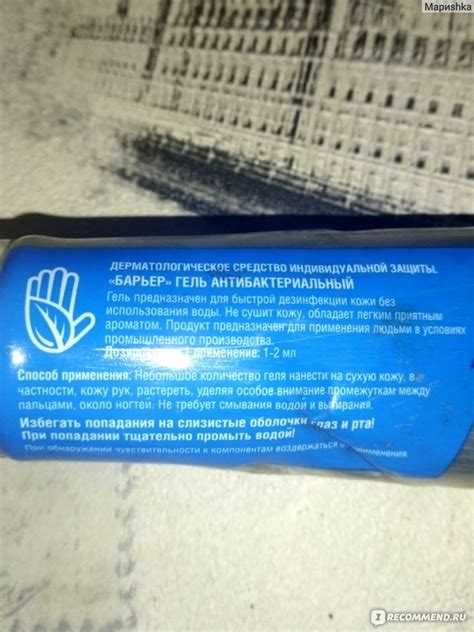 Маришka
ДЕРМАТОЛОГИЧЕСКОЕ СРЕДСТВО ИНДИВИДУАЛЬНОЙ ЗАЩИТЫ.
«БАРЬЕР» ГЕЛЬ АНТИБАКТЕРИАЛЬНЫЙ
Гель предназначен для быстрой дезинфекции кожи без
использования воды. Не сушит кожу, обладает легким приятным
ароматом. Продукт предназначен для применения людьми в условиях
промышленного производства.
применение: 1-2 мл
Способ применения: Небольшое количество геля нанести на сухую кожу, в
частности, кожу рук, растереть, уделяя особое внимание промежуткам между
пальцами, около ногтей. Не требует смывания водой и вытирания.
Избегать попадания на слизистые оболочки глаз и рта!
При попадании тщательно промыть водой!
При обнаружении чувствительности к компонентам воздержаться от применения
IRECOMMEND.RU